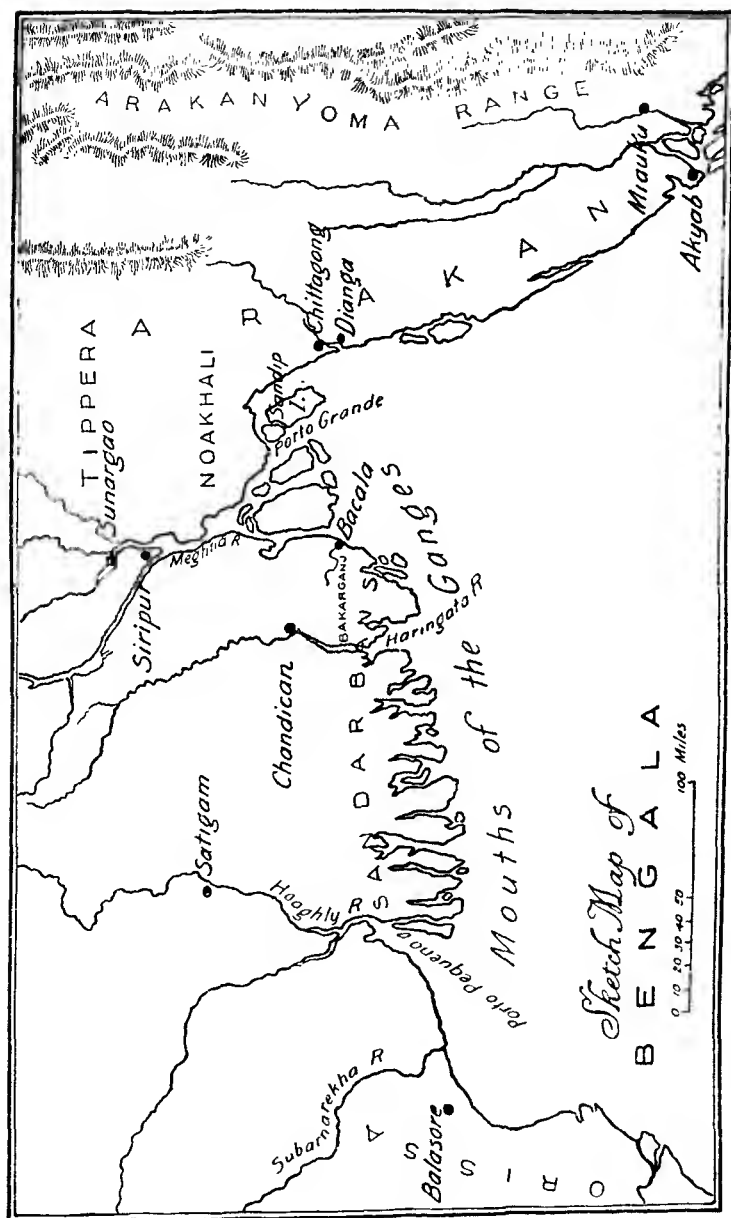 Sketch Map of
BENGALA
0 10 20 30 40 50 100 Miles
ARAKAN YOMA RANGE
TIPPERA
Sunargao
NOAKHALI
ARAKAN
Chittagong
Dianga
Sandip
I.
Porto Grande
Miauku
Akyab
Meghna R
Siripur
Bacala
BAKARGANJ
Chandican
Haringata R
SANDARBANS
Mouths of the Ganges
Satigam
Hooghly R
Porto Pequeno
Subarnarekha R
Balasore
ORISSA